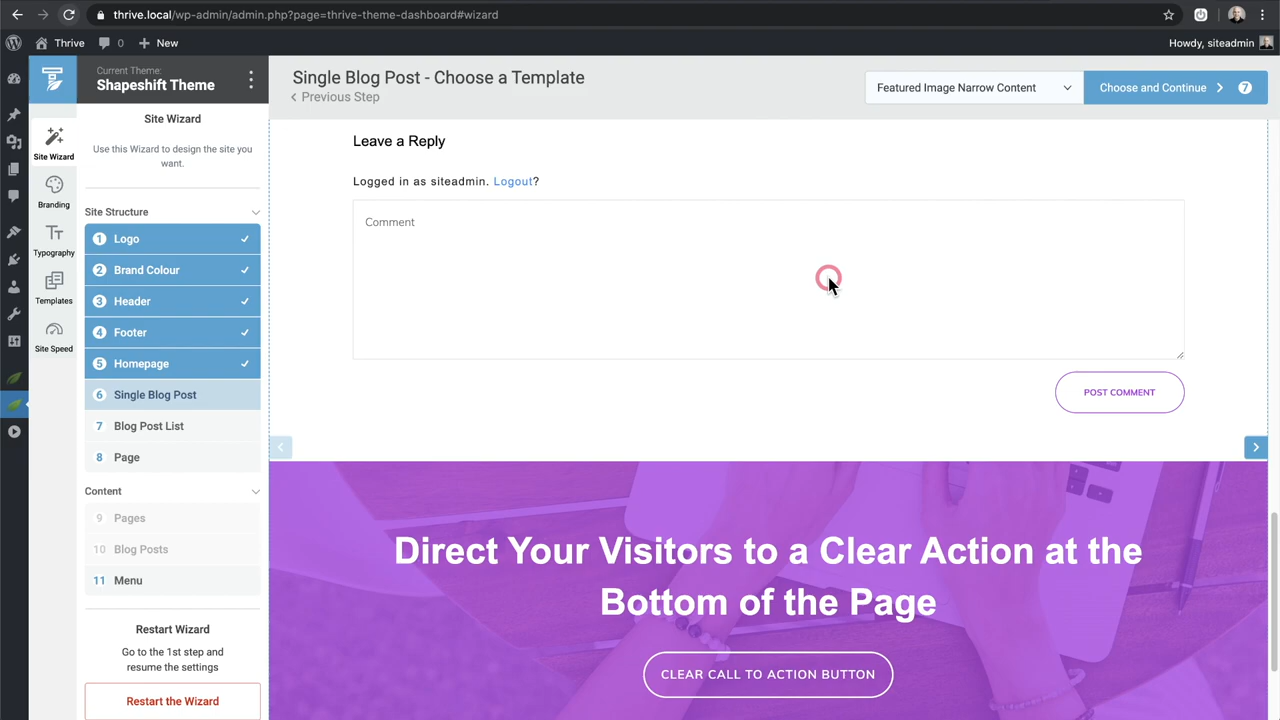 thrive.local/wp-admin/admin.php?page=thrive-theme-dashboard#wizard
Thrive
0
New
Howdy, siteadmin
Current Theme:
Shapeshift Theme
Site Wizard
Branding
Typography
Templates
Site Speed
Site Wizard
Use this Wizard to design the site you
want.
Site Structure
1 Logo
2 Brand Colour
3 Header
4 Footer
5 Homepage
6 Single Blog Post
7 Blog Post List
8 Page
Content
9 Pages
10 Blog Posts
11 Menu
Restart Wizard
Go to the 1st step and
resume the settings
Restart the Wizard
Single Blog Post - Choose a Template
Previous Step
Featured Image Narrow Content
Choose and Continue 7
Leave a Reply
Logged in as siteadmin. Logout?
Comment
POST COMMENT
Direct Your Visitors to a Clear Action at the
Bottom of the Page
CLEAR CALL TO ACTION BUTTON